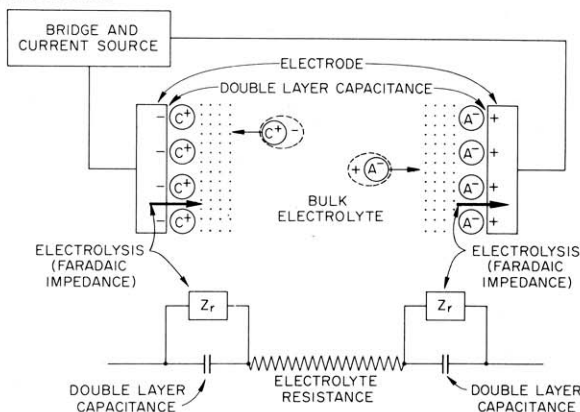 BRIDGE AND
CURRENT SOURCE
ELECTRODE
DOUBLE LAYER CAPACITANCE
− C⁺ A⁻ +
C⁺ −
− C⁺ A⁻ +
+ A⁻
− C⁺ A⁻ +
BULK
ELECTROLYTE
− C⁺ A⁻ +
ELECTROLYSIS
(FARADAIC
IMPEDANCE)
ELECTROLYSIS
(FARADAIC
IMPEDANCE)
Zr
Zr
DOUBLE LAYER
CAPACITANCE
ELECTROLYTE
RESISTANCE
DOUBLE LAYER
CAPACITANCE